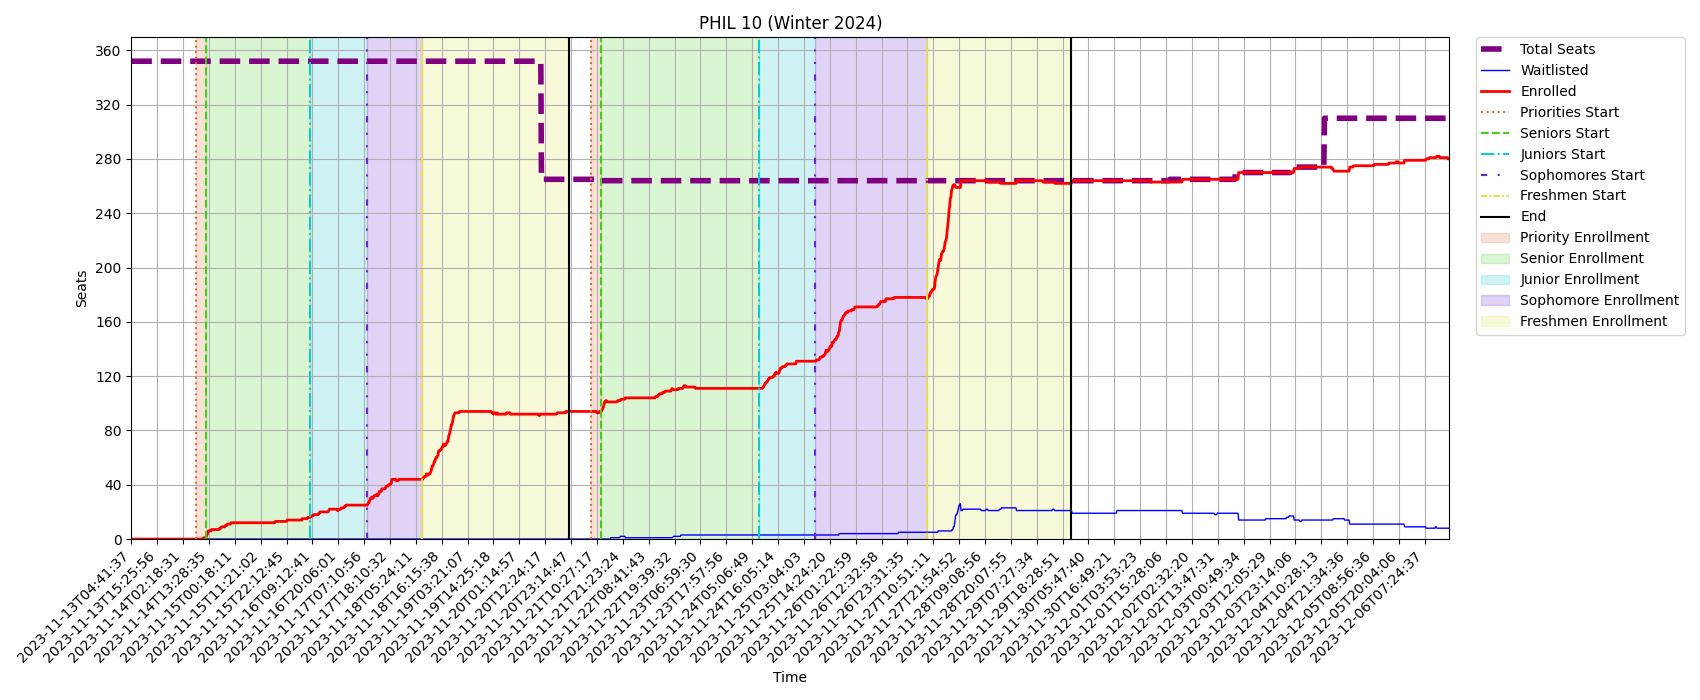 PHIL 10 (Winter 2024)
Seats
360
320
280
240
200
160
120
80
40
0
2023-11-13T04:41:37
2023-11-13T15:25:56
2023-11-14T02:18:31
2023-11-14T13:28:35
2023-11-15T00:18:11
2023-11-15T11:21:02
2023-11-15T22:12:45
2023-11-16T09:12:41
2023-11-16T20:06:01
2023-11-17T07:10:56
2023-11-17T18:10:32
2023-11-18T05:24:11
2023-11-18T16:15:38
2023-11-19T03:21:07
2023-11-19T14:25:18
2023-11-20T01:14:57
2023-11-20T12:24:17
2023-11-20T23:14:47
2023-11-21T10:27:17
2023-11-21T21:23:24
2023-11-22T08:41:43
2023-11-22T19:39:32
2023-11-23T06:59:30
2023-11-23T17:57:56
2023-11-24T05:06:49
2023-11-24T16:05:14
2023-11-25T03:04:03
2023-11-25T14:24:20
2023-11-26T01:22:59
2023-11-26T12:32:58
2023-11-26T23:31:35
2023-11-27T10:51:11
2023-11-27T21:54:52
2023-11-28T09:08:56
2023-11-28T20:07:55
2023-11-29T07:27:34
2023-11-29T18:28:51
2023-11-30T05:47:40
2023-11-30T16:49:21
2023-12-01T03:53:23
2023-12-01T15:28:06
2023-12-02T02:32:20
2023-12-02T13:47:31
2023-12-03T00:49:34
2023-12-03T12:05:29
2023-12-03T23:14:06
2023-12-04T10:28:13
2023-12-04T21:34:36
2023-12-05T08:56:36
2023-12-05T20:04:06
2023-12-06T07:24:37
Time
Total Seats
Waitlisted
Enrolled
Priorities Start
Seniors Start
Juniors Start
Sophomores Start
Freshmen Start
End
Priority Enrollment
Senior Enrollment
Junior Enrollment
Sophomore Enrollment
Freshmen Enrollment